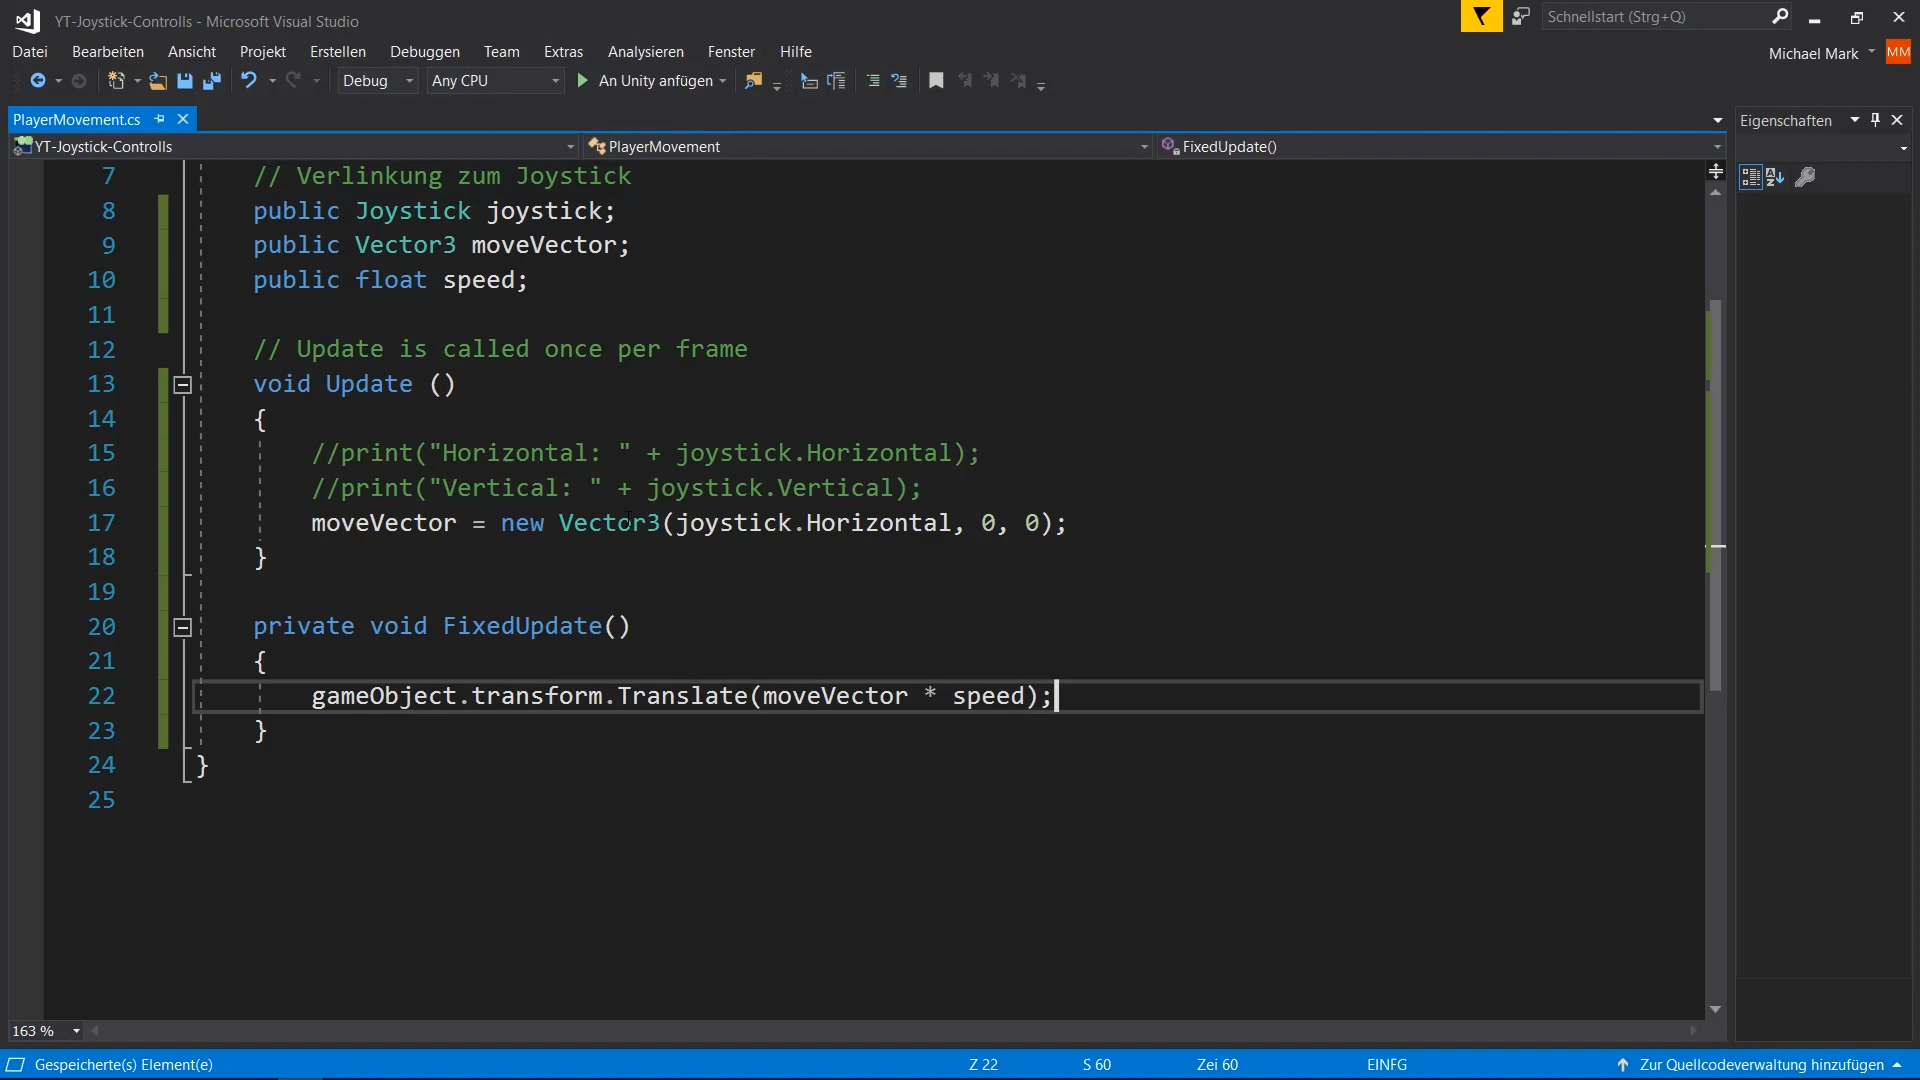 YT-Joystick-Controlls - Microsoft Visual Studio
Schnellstart (Strg+Q)
Datei Bearbeiten Ansicht Projekt Erstellen Debuggen Team Extras Analysieren Fenster Hilfe
Michael Mark MM
Debug Any CPU An Unity anfügen
PlayerMovement.cs
Eigenschaften
YT-Joystick-Controlls PlayerMovement FixedUpdate()
7 // Verlinkung zum Joystick
8 public Joystick joystick;
9 public Vector3 moveVector;
10 public float speed;
11
12 // Update is called once per frame
13 void Update ()
14 {
15 //print("Horizontal: " + joystick.Horizontal);
16 //print("Vertical: " + joystick.Vertical);
17 moveVector = new Vector3(joystick.Horizontal, 0, 0);
18 }
19
20 private void FixedUpdate()
21 {
22 gameObject.transform.Translate(moveVector * speed);
23 }
24 }
25
163 %
Gespeicherte(s) Element(e) Z 22 S 60 Zei 60 EINFG Zur Quellcodeverwaltung hinzufügen